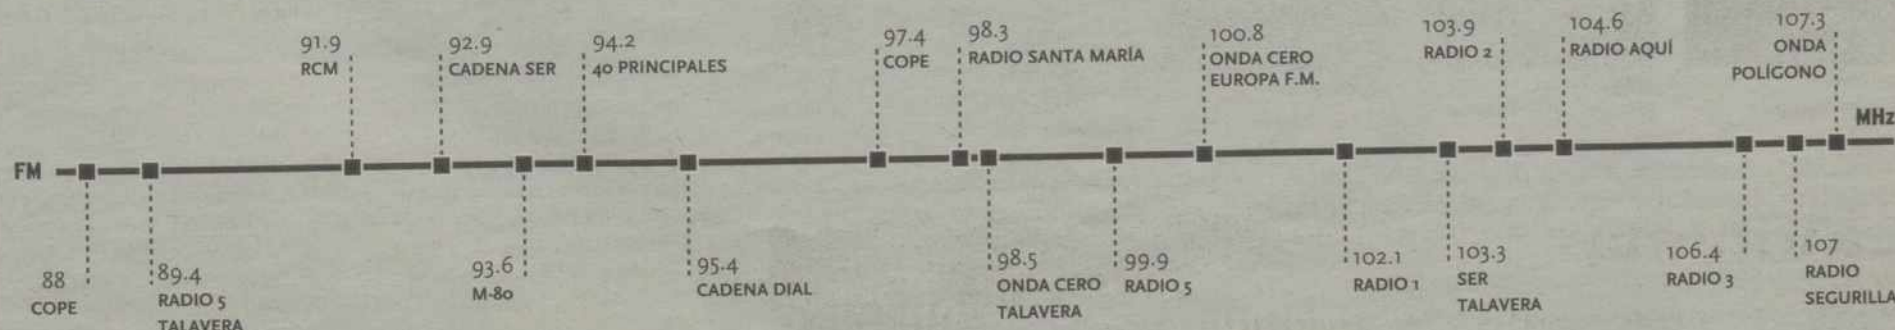 91.9
RCM
92.9
CADENA SER
94.2
40 PRINCIPALES
97.4
COPE
98.3
RADIO SANTA MARÍA
100.8
ONDA CERO
EUROPA F.M.
103.9
RADIO 2
104.6
RADIO AQUÍ
107.3
ONDA
POLÍGONO
FM
MHz
88
COPE
89.4
RADIO 5
TALAVERA
93.6
M-80
95.4
CADENA DIAL
98.5
ONDA CERO
TALAVERA
99.9
RADIO 5
102.1
RADIO 1
103.3
SER
TALAVERA
106.4
RADIO 3
107
RADIO
SEGURILLA